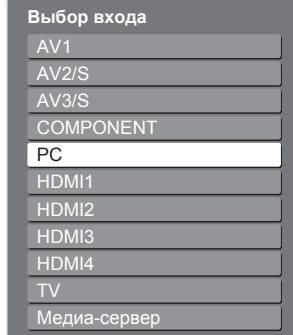 Выбор входа
AV1
AV2/S
AV3/S
COMPONENT
PC
HDMI1
HDMI2
HDMI3
HDMI4
TV
Медиа-сервер